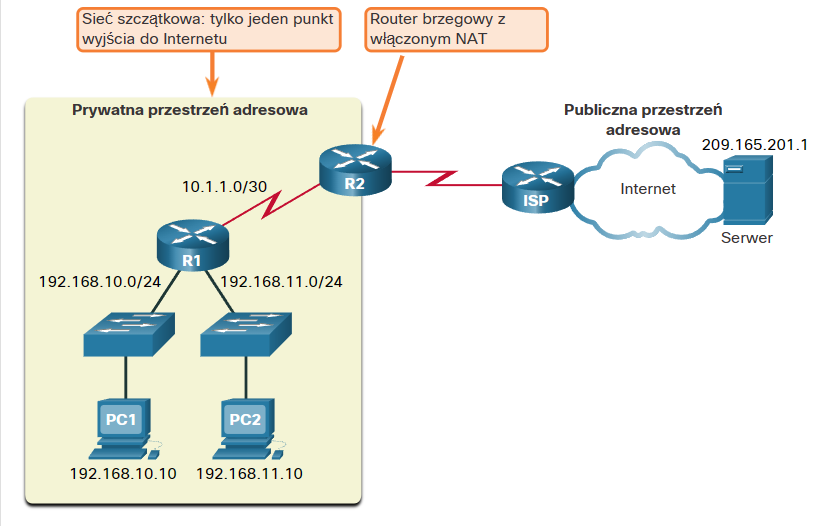 Sieć szczątkowa: tylko jeden punkt
wyjścia do Internetu
Router brzegowy z
włączonym NAT
Prywatna przestrzeń adresowa
Publiczna przestrzeń
adresowa
209.165.201.1
R2
10.1.1.0/30
ISP
Internet
Serwer
R1
192.168.10.0/24
192.168.11.0/24
PC1
PC2
192.168.10.10
192.168.11.10